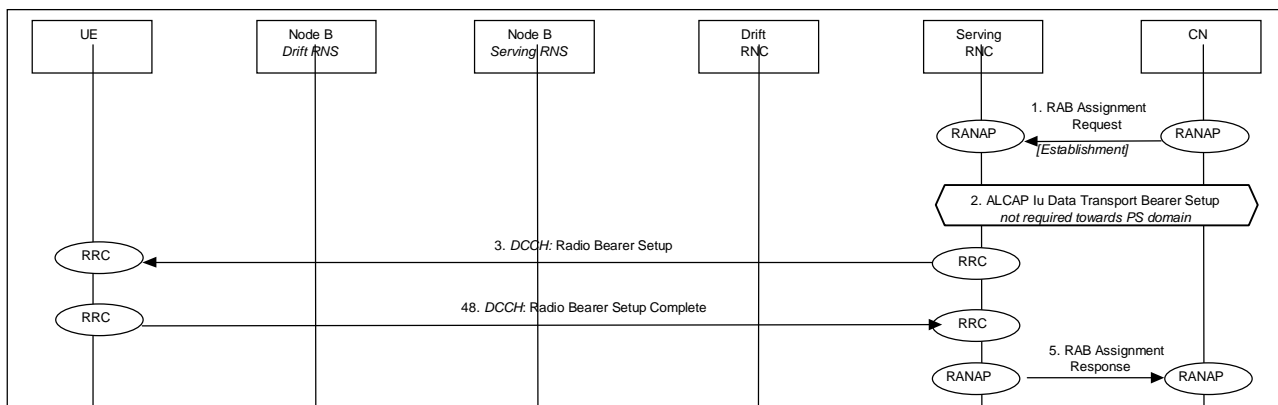 UE
Node B
Drift RNS
Node B
Serving RNS
Drift
RNC
Serving
RNC
CN
1. RAB Assignment
Request
RANAP
RANAP
[Establishment]
2. ALCAP Iu Data Transport Bearer Setup
not required towards PS domain
3. DCCH: Radio Bearer Setup
RRC
RRC
48. DCCH: Radio Bearer Setup Complete
RRC
RRC
5. RAB Assignment
Response
RANAP
RANAP